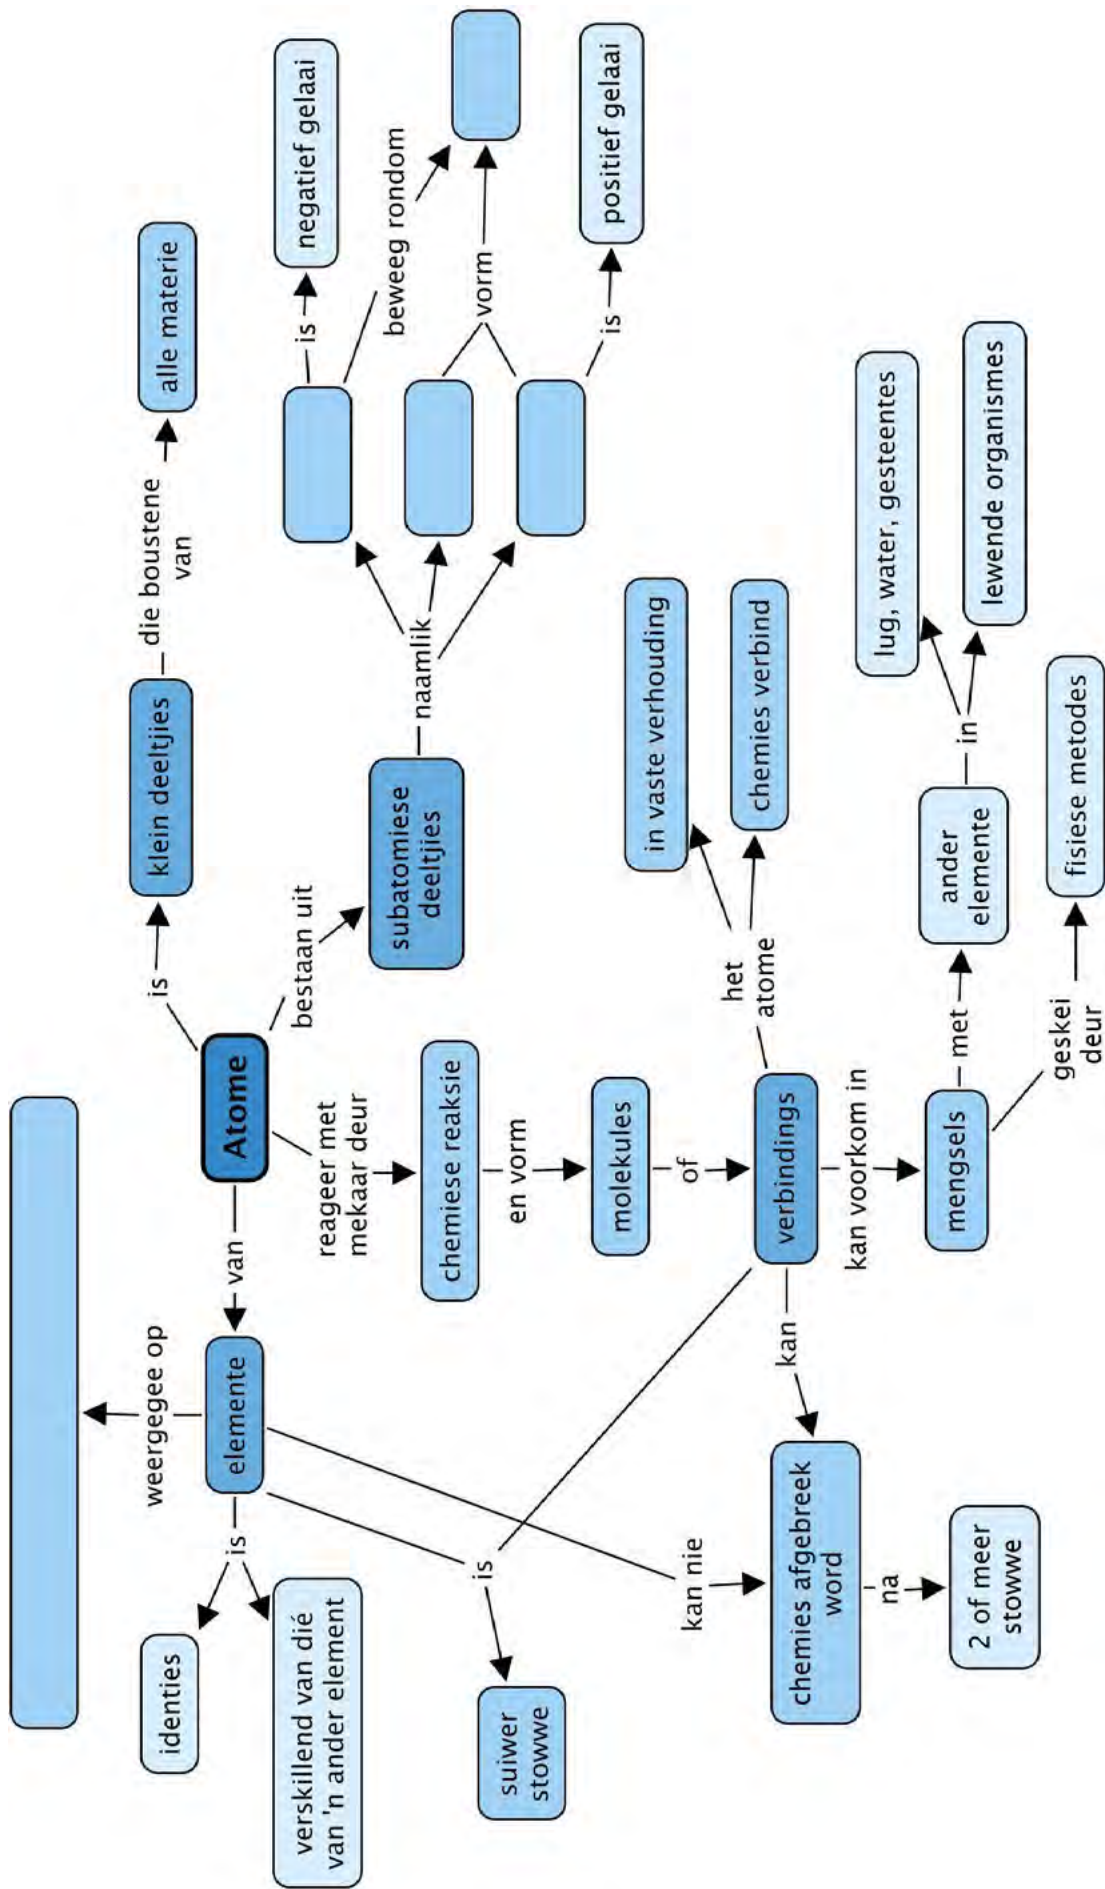 weergegee op
identies
is
verskillend van dié
van 'n ander element
elemente
van
Atome
is
klein deeltjies
die boustene
van
alle materie
bestaan uit
subatomiese
deeltjies
naamlik
is
negatief gelaai
beweeg rondom
vorm
is
positief gelaai
reageer met
mekaar deur
chemiese reaksie
en vorm
molekules
of
verbindings
is
suiwer
stowwe
kan nie
kan
chemies afgebreek
word
na
2 of meer
stowwe
het
atome
in vaste verhouding
chemies verbind
kan voorkom in
mengsels
met
ander
elemente
in
lug, water, gesteentes
lewende organismes
geskei
deur
fisiese metodes